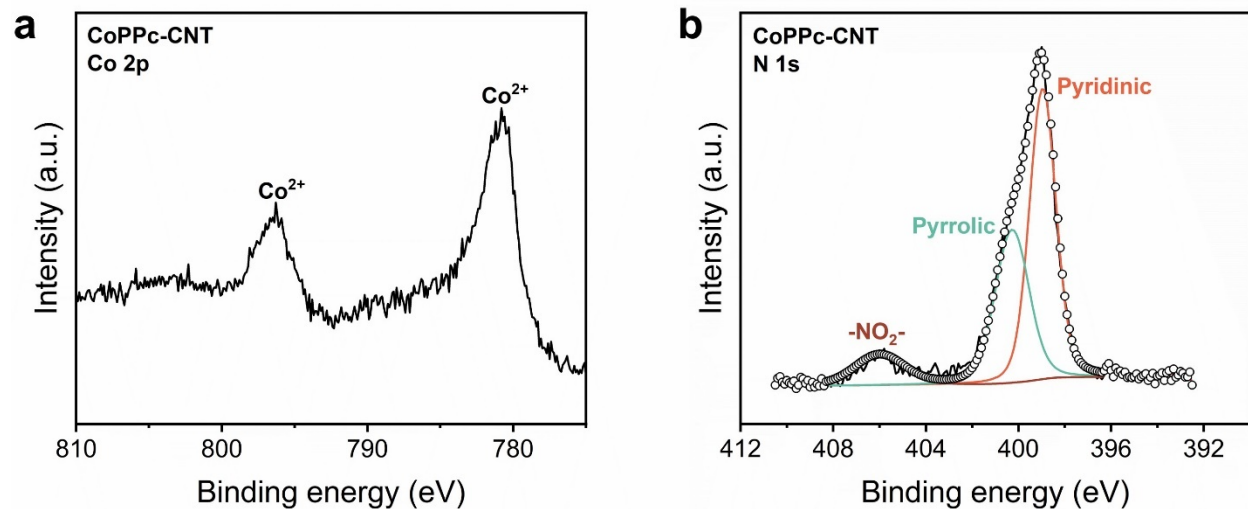 a
CoPPc-CNT
Co 2p
Co²⁺
Co²⁺
Intensity (a.u.)
810 800 790 780
Binding energy (eV)
b
CoPPc-CNT
N 1s
Pyridinic
Pyrrolic
-NO₂-
Intensity (a.u.)
412 408 404 400 396 392
Binding energy (eV)